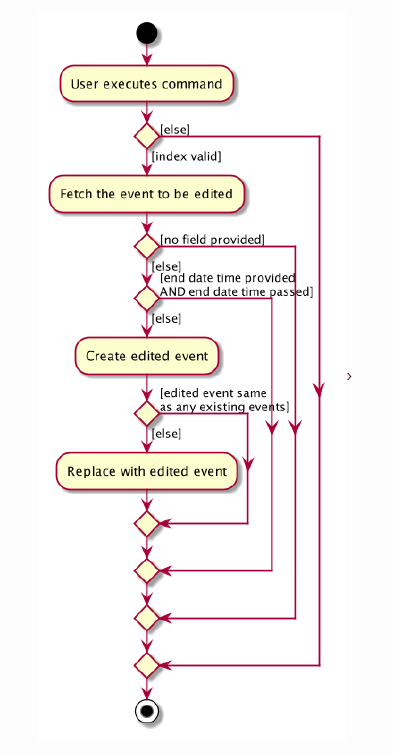 User executes command
[else]
[index valid]
Fetch the event to be edited
[no field provided]
[else]
[end date time provided
AND end date time passed]
[else]
Create edited event
[edited event same
as any existing events]
[else]
Replace with edited event